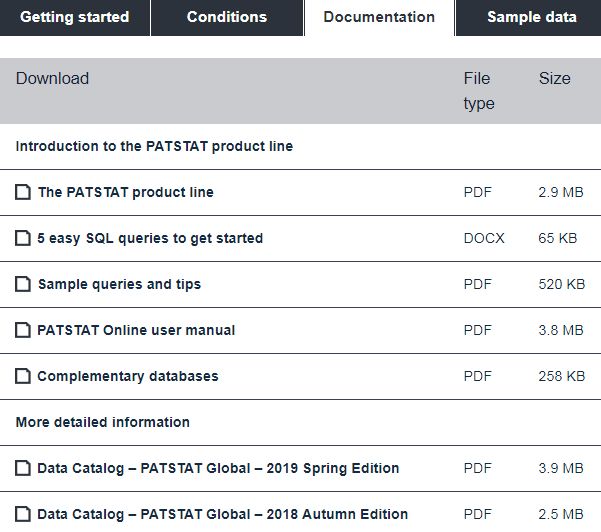 Getting started Conditions Documentation Sample data
Download File type Size
Introduction to the PATSTAT product line
The PATSTAT product line PDF 2.9 MB
5 easy SQL queries to get started DOCX 65 KB
Sample queries and tips PDF 520 KB
PATSTAT Online user manual PDF 3.8 MB
Complementary databases PDF 258 KB
More detailed information
Data Catalog – PATSTAT Global – 2019 Spring Edition PDF 3.9 MB
Data Catalog – PATSTAT Global – 2018 Autumn Edition PDF 2.5 MB